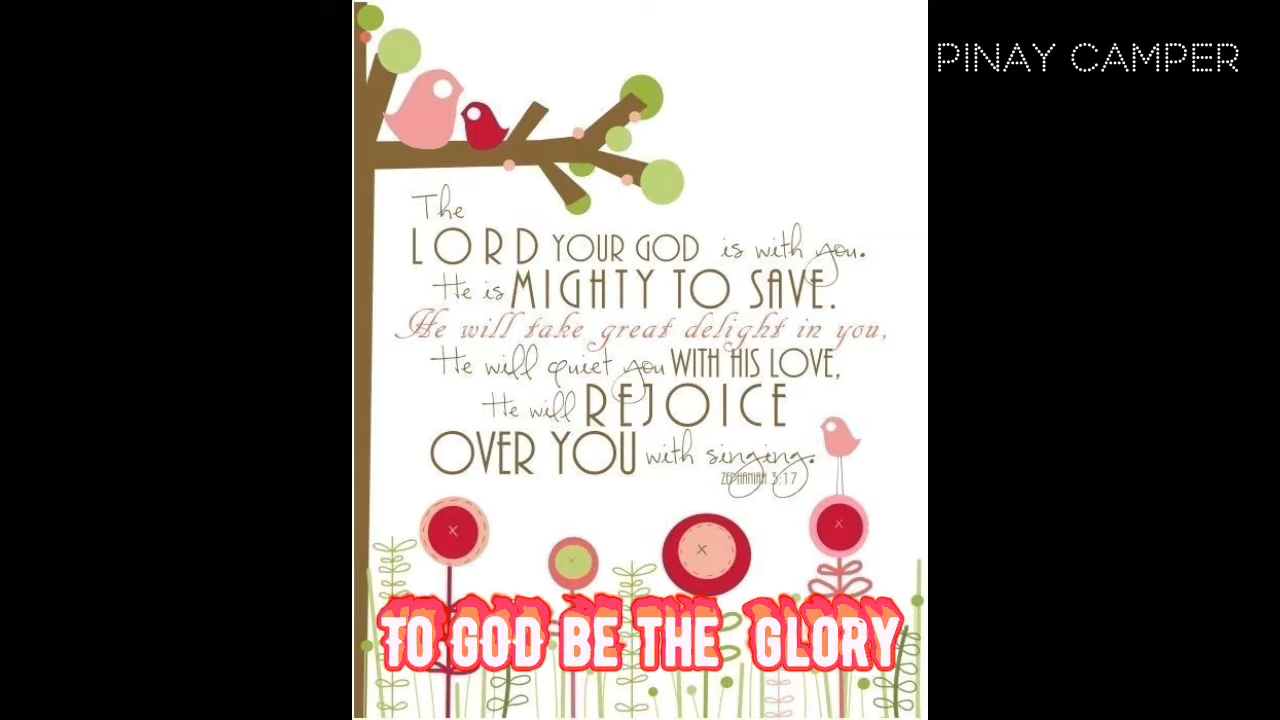 PINAY CAMPER
The
LORD YOUR GOD is with you.
He is MIGHTY TO SAVE.
He will take great delight in you,
He will quiet you WITH HIS LOVE,
He will REJOICE
OVER YOU with singing.
ZEPHANIAH 3:17
TO GOD BE THE GLORY